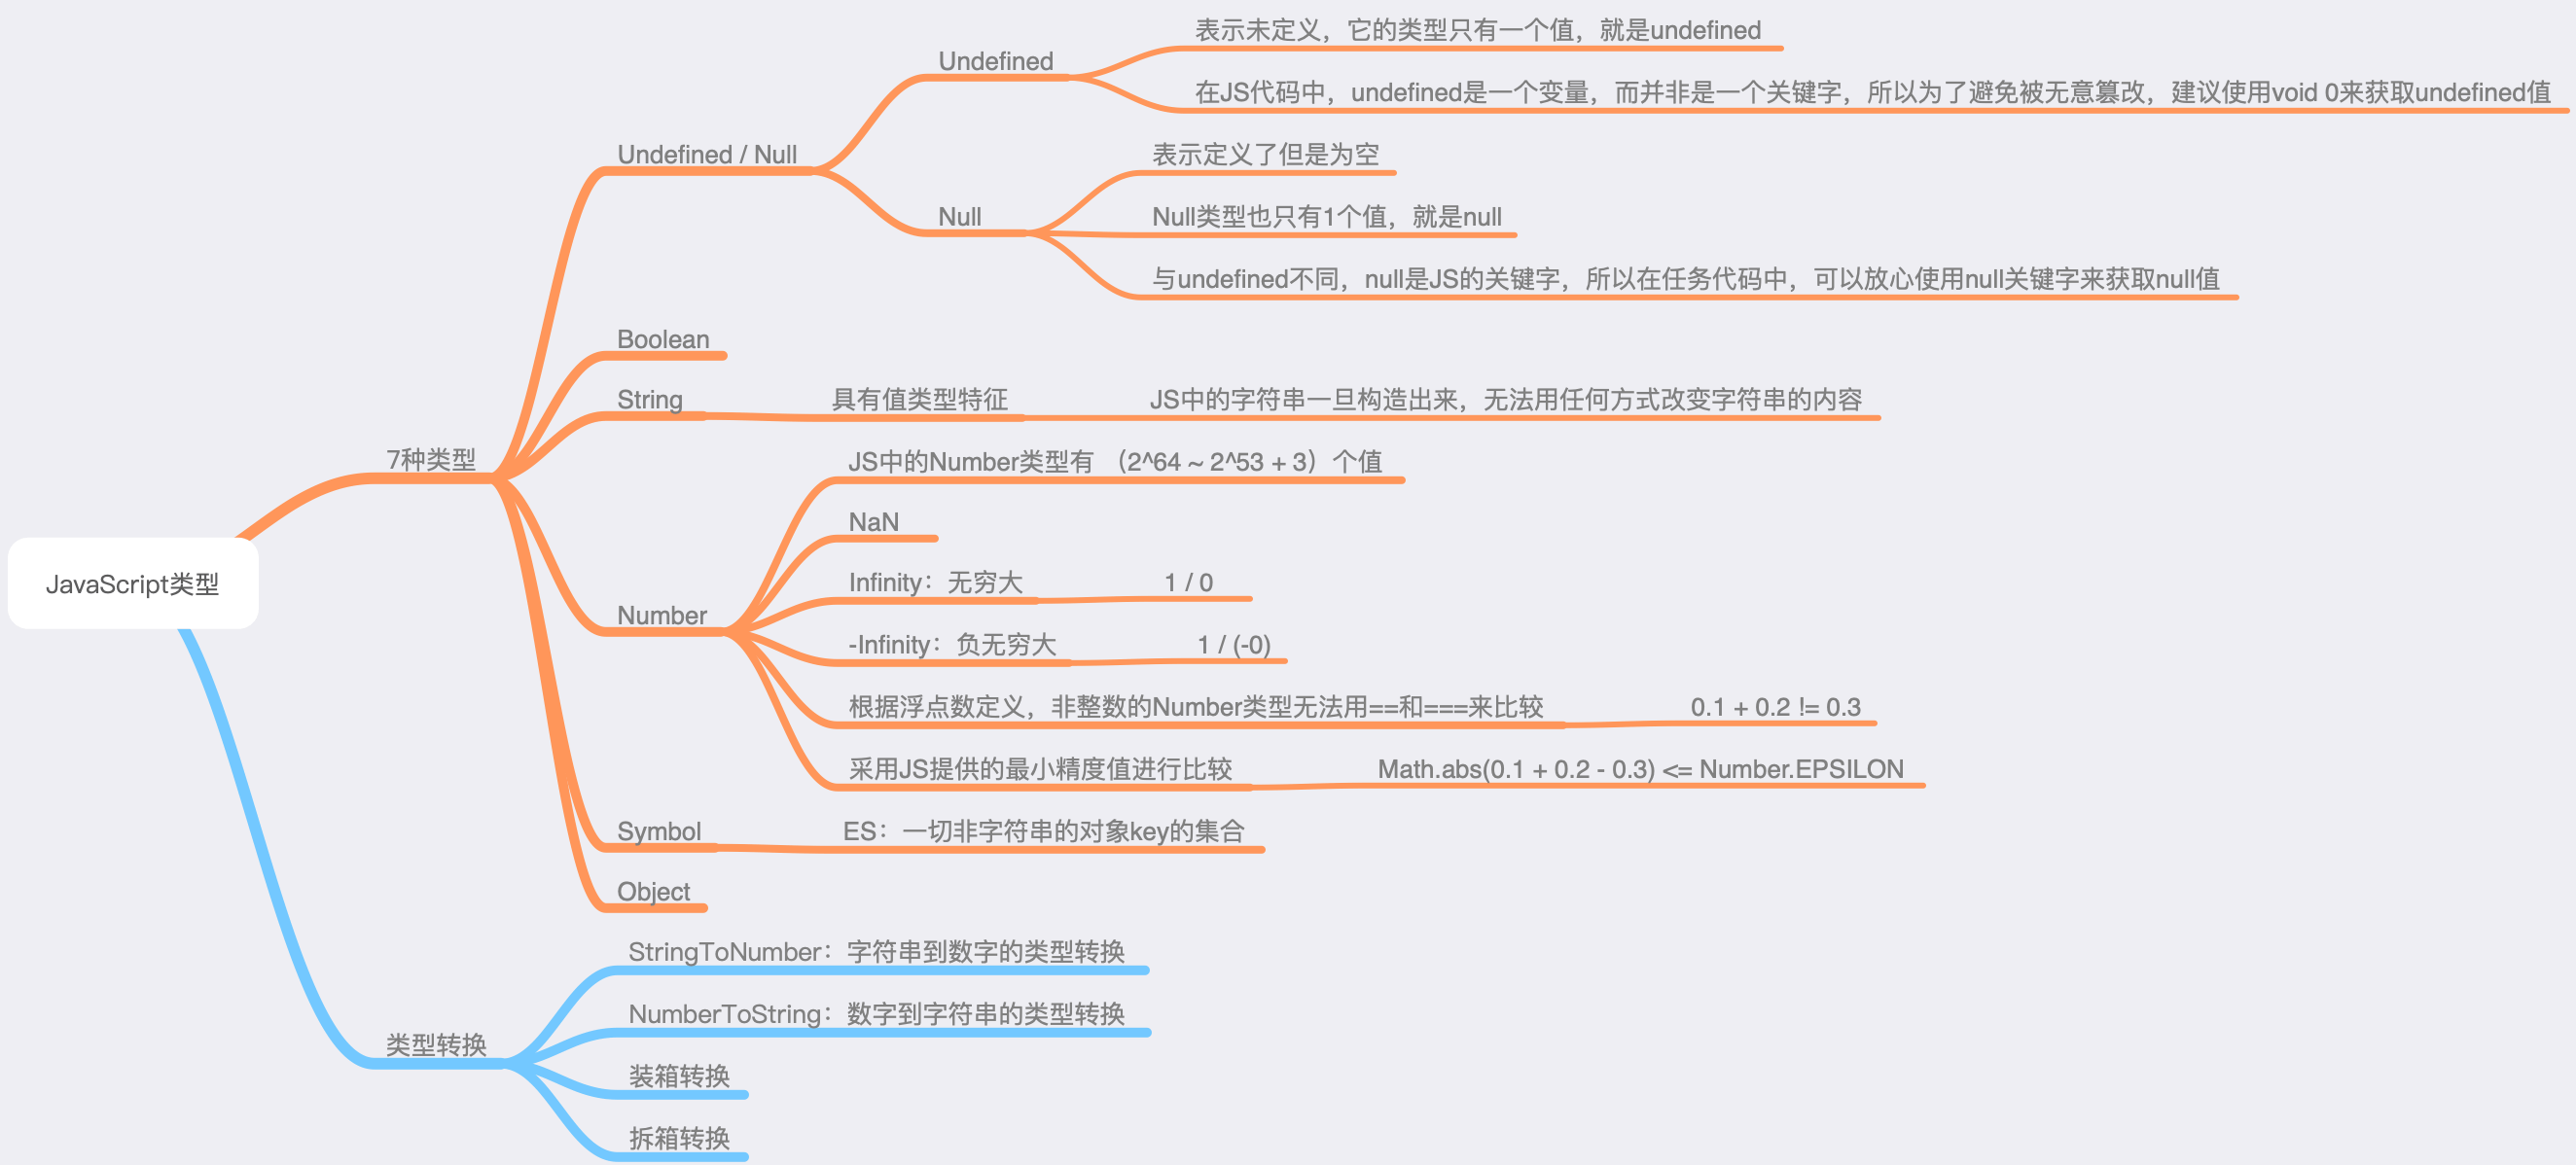 JavaScript类型
7种类型
Undefined / Null
Undefined
表示未定义，它的类型只有一个值，就是undefined
在JS代码中，undefined是一个变量，而并非是一个关键字，所以为了避免被无意篡改，建议使用void 0来获取undefined值
Null
表示定义了但是为空
Null类型也只有1个值，就是null
与undefined不同，null是JS的关键字，所以在任务代码中，可以放心使用null关键字来获取null值
Boolean
String
具有值类型特征
JS中的字符串一旦构造出来，无法用任何方式改变字符串的内容
Number
JS中的Number类型有 （2^64 ~ 2^53 + 3）个值
NaN
Infinity：无穷大
1 / 0
-Infinity：负无穷大
1 / (-0)
根据浮点数定义，非整数的Number类型无法用==和===来比较
0.1 + 0.2 != 0.3
采用JS提供的最小精度值进行比较
Math.abs(0.1 + 0.2 - 0.3) <= Number.EPSILON
Symbol
ES：一切非字符串的对象key的集合
Object
类型转换
StringToNumber：字符串到数字的类型转换
NumberToString：数字到字符串的类型转换
装箱转换
拆箱转换